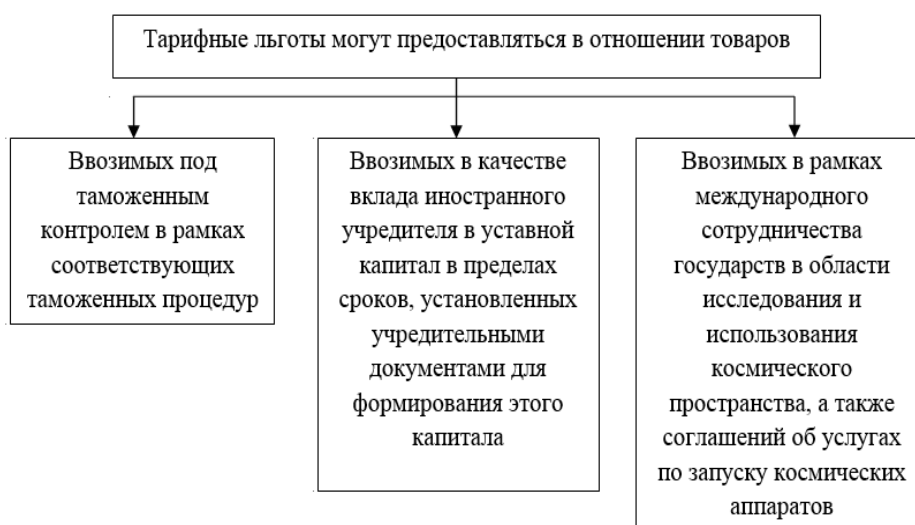 Тарифные льготы могут предоставляться в отношении товаров
Ввозимых под
таможенным
контролем в рамках
соответствующих
таможенных процедур
Ввозимых в качестве
вклада иностранного
учредителя в уставной
капитал в пределах
сроков, установленных
учредительными
документами для
формирования этого
капитала
Ввозимых в рамках
международного
сотрудничества
государств в области
исследования и
использования
космического
пространства, а также
соглашений об услугах
по запуску космических
аппаратов